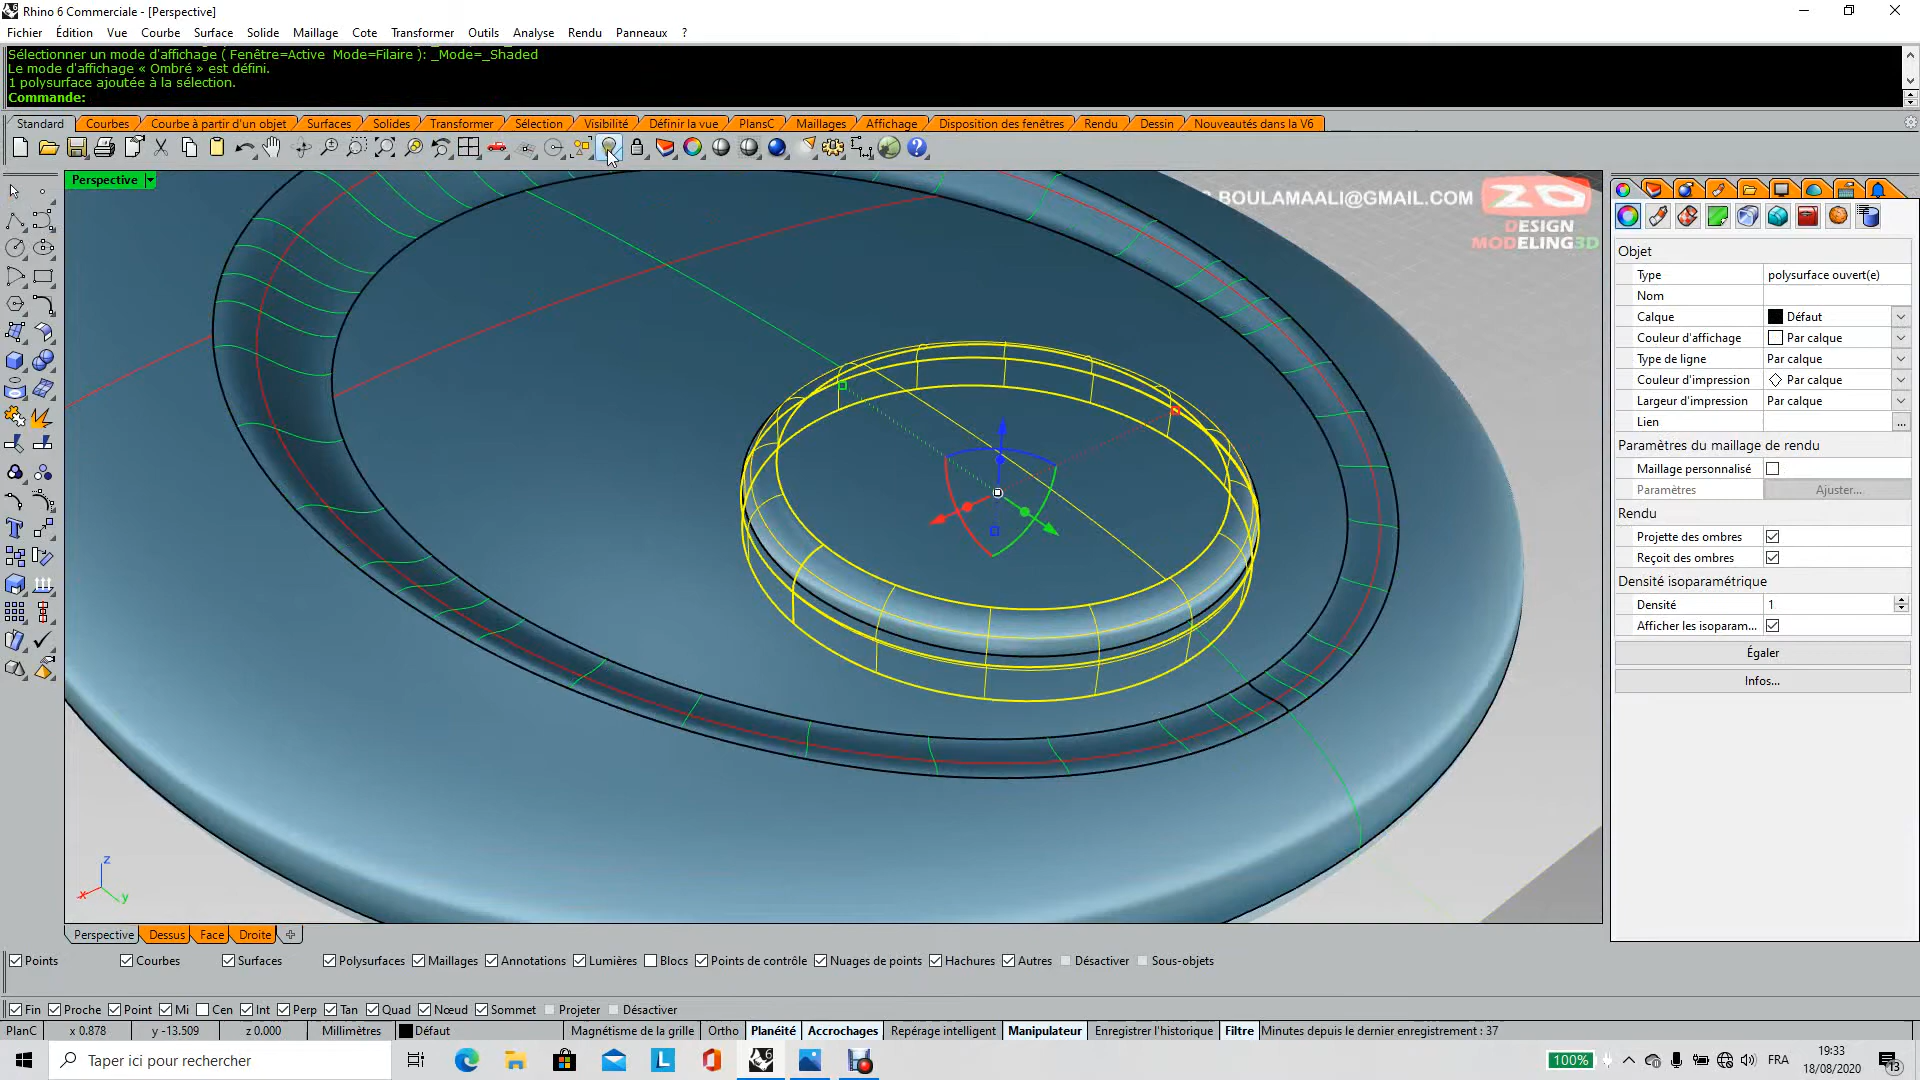 Rhino 6 Commerciale - [Perspective]
Fichier Édition Vue Courbe Surface Solide Maillage Cote Transformer Outils Analyse Rendu Panneaux ?
Sélectionner un mode d'affichage ( Fenêtre=Active Mode=Filaire ): _Mode=_Shaded
Le mode d'affichage « Ombré » est défini.
1 polysurface ajoutée à la sélection.
Commande:
Standard Courbes Courbe à partir d'un objet Surfaces Solides Transformer Sélection Visibilité Définir la vue PlansC Maillages Affichage Disposition des fenêtres Rendu Dessin Nouveautés dans la V6
Perspective
BOULAMAALI@GMAIL.COM
DESIGN
MODELING3D
Objet
Type polysurface ouvert(e)
Nom
Calque Défaut
Couleur d'affichage Par calque
Type de ligne Par calque
Couleur d'impression Par calque
Largeur d'impression Par calque
Lien ...
Paramètres du maillage de rendu
Maillage personnalisé
Paramètres Ajuster...
Rendu
Projette des ombres
Reçoit des ombres
Densité isoparamétrique
Densité 1
Afficher les isoparam...
Égaler
Infos...
z
x
y
Perspective Dessus Face Droite
Points Courbes Surfaces Polysurfaces Maillages Annotations Lumières Blocs Points de contrôle Nuages de points Hachures Autres Désactiver Sous-objets
Fin Proche Point Mi Cen Int Perp Tan Quad Nœud Sommet Projeter Désactiver
PlanC x 0.878 y -13.509 z 0.000 Millimètres Défaut Magnétisme de la grille Ortho Planéité Accrochages Repérage intelligent Manipulateur Enregistrer l'historique Filtre Minutes depuis le dernier enregistrement : 37
Taper ici pour rechercher
100% FRA 19:33
18/08/2020
13